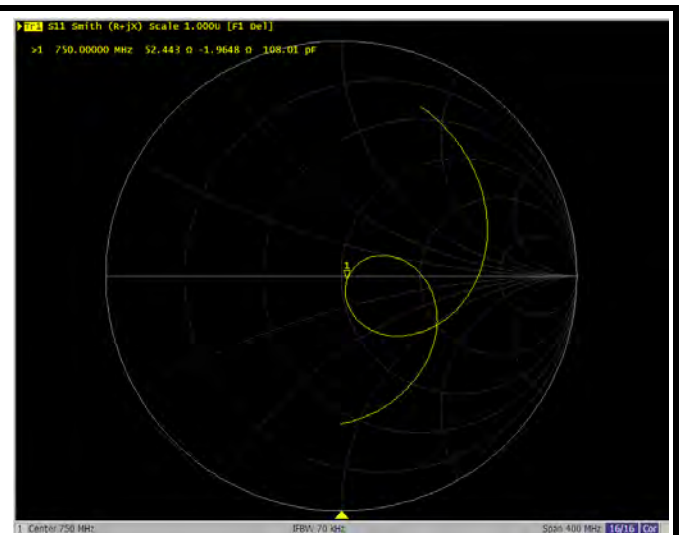 Tr1 S11 Smith (R+jX) Scale 1.000U [F1 Del]
>1 750.00000 MHz 52.443 Ω -1.9648 Ω 108.01 pF
1
1 Center 750 MHz IFBW 70 kHz Span 400 MHz 16/16 Cor